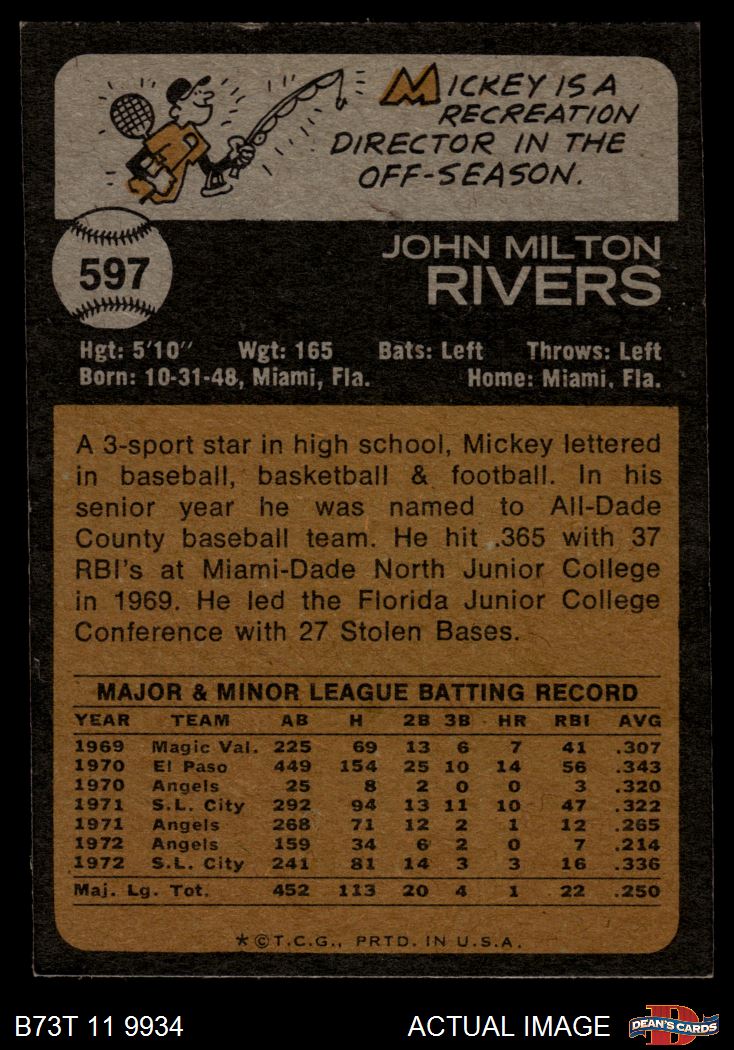 MICKEY IS A
RECREATION
DIRECTOR IN THE
OFF-SEASON.
597
JOHN MILTON
RIVERS
Hgt: 5'10" Wgt: 165 Bats: Left Throws: Left
Born: 10-31-48, Miami, Fla. Home: Miami, Fla.
A 3-sport star in high school, Mickey lettered
in baseball, basketball & football. In his
senior year he was named to All-Dade
County baseball team. He hit .365 with 37
RBI's at Miami-Dade North Junior College
in 1969. He led the Florida Junior College
Conference with 27 Stolen Bases.
MAJOR & MINOR LEAGUE BATTING RECORD
YEAR TEAM AB H 2B 3B HR RBI AVG
1969 Magic Val. 225 69 13 6 7 41 .307
1970 El Paso 449 154 25 10 14 56 .343
1970 Angels 25 8 2 0 0 3 .320
1971 S.L. City 292 94 13 11 10 47 .322
1971 Angels 268 71 12 2 1 12 .265
1972 Angels 159 34 6 2 0 7 .214
1972 S.L. City 241 81 14 3 3 16 .336
Maj. Lg. Tot. 452 113 20 4 1 22 .250
*©T.C.G., PRTD. IN U.S.A.
B73T 11 9934 ACTUAL IMAGE DEAN'S CARDS